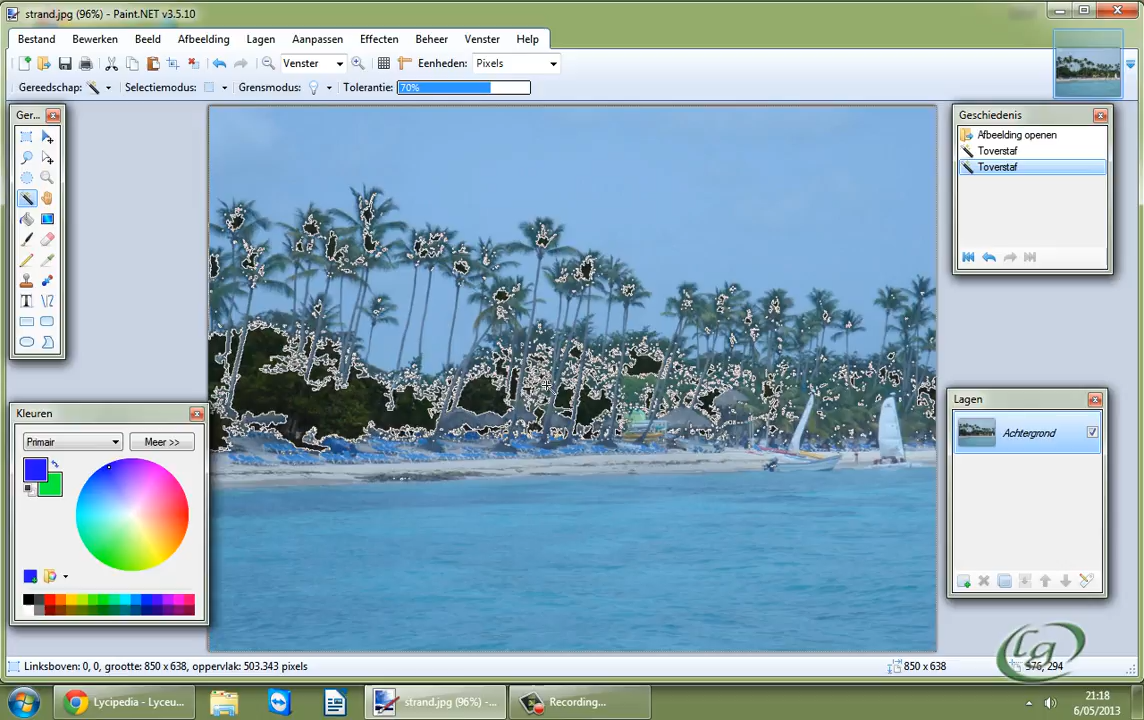 strand.jpg (96%) - Paint.NET v3.5.10
Bestand Bewerken Beeld Afbeelding Lagen Aanpassen Effecten Beheer Venster Help
Venster Eenheden: Pixels
Gereedschap: Selectiemodus: Grensmodus: Tolerantie: 70%
Ger...
Geschiedenis
Afbeelding openen
Toverstaf
Toverstaf
Lagen
Achtergrond
Kleuren
Primair Meer >>
Linksboven: 0, 0, grootte: 850 x 638, oppervlak: 503.343 pixels
850 x 638
576, 294
Lg
Lycipedia - Lyceu...
strand.jpg (96%) -...
Recording...
21:18
6/05/2013